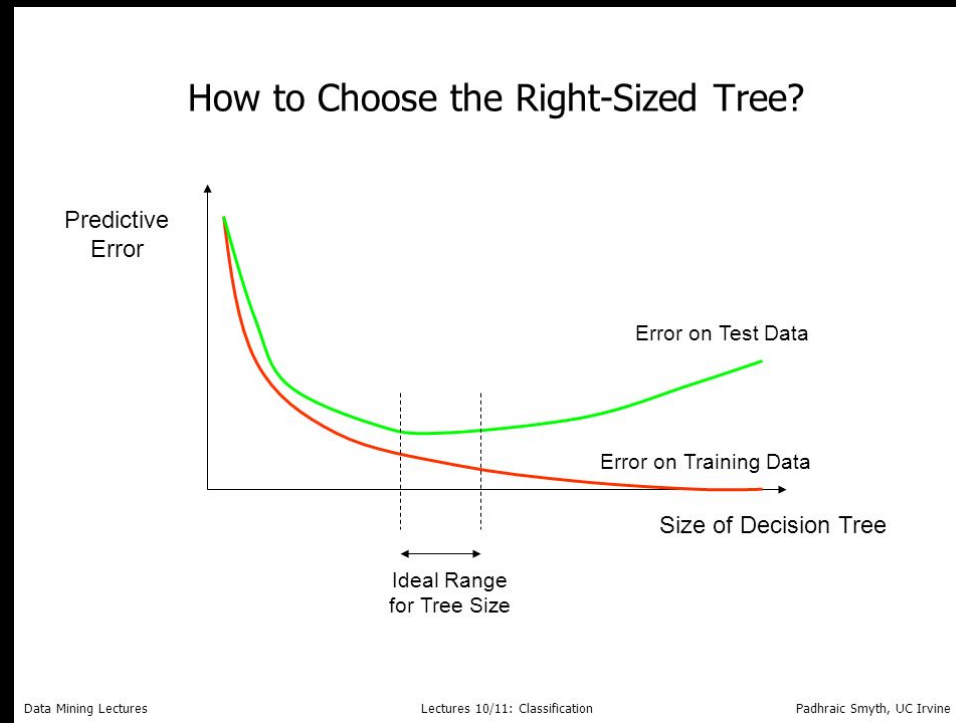 How to Choose the Right-Sized Tree?
Predictive
Error
Error on Test Data
Error on Training Data
Size of Decision Tree
Ideal Range
for Tree Size
Data Mining Lectures
Lectures 10/11: Classification
Padhraic Smyth, UC Irvine